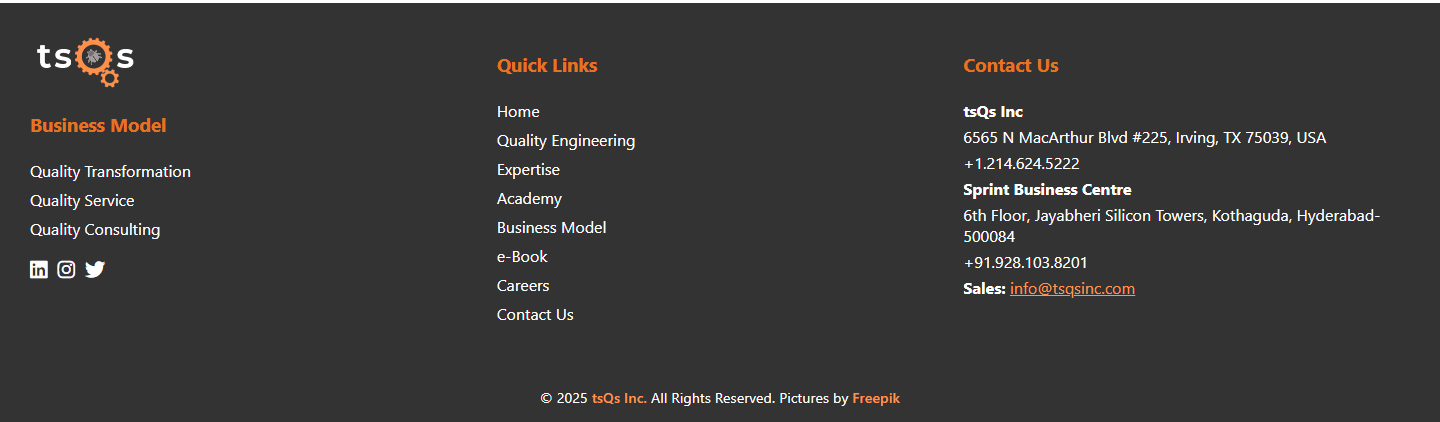 tsQs
Business Model
Quality Transformation
Quality Service
Quality Consulting
in
Quick Links
Home
Quality Engineering
Expertise
Academy
Business Model
e-Book
Careers
Contact Us
Contact Us
tsQs Inc
6565 N MacArthur Blvd #225, Irving, TX 75039, USA
+1.214.624.5222
Sprint Business Centre
6th Floor, Jayabheri Silicon Towers, Kothaguda, Hyderabad-
500084
+91.928.103.8201
Sales: info@tsqsinc.com
© 2025 tsQs Inc. All Rights Reserved. Pictures by Freepik